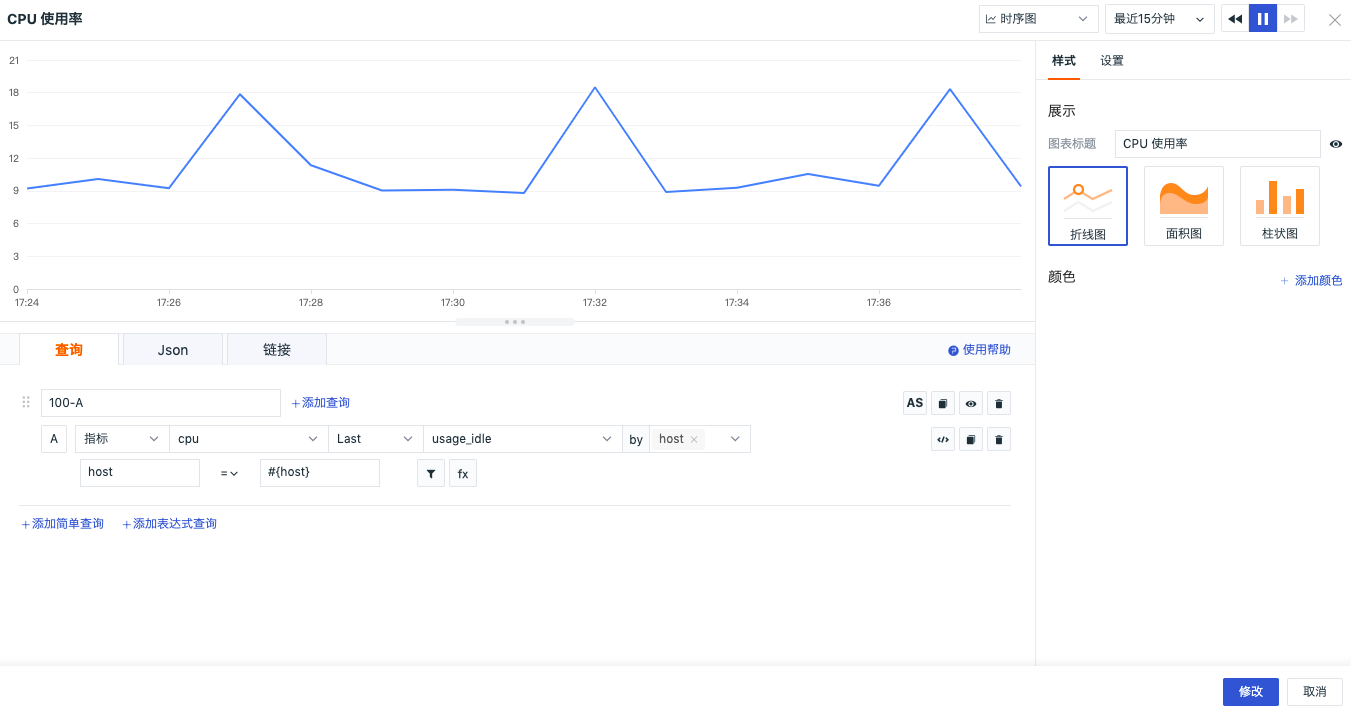 CPU 使用率
时序图
最近15分钟
21
18
15
12
9
6
3
0
17:24 17:26 17:28 17:30 17:32 17:34 17:36
样式 设置
展示
图表标题 CPU 使用率
折线图 面积图 柱状图
颜色 + 添加颜色
查询 Json 链接 使用帮助
100-A +添加查询 AS
A 指标 cpu Last usage_idle by host ×
host = #{host} fx
+添加简单查询 +添加表达式查询
修改 取消